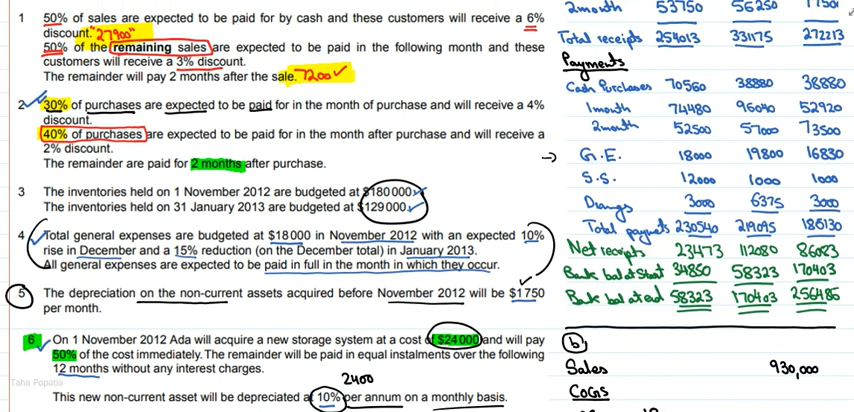 1 50% of sales are expected to be paid for by cash and these customers will receive a 6%
discount. "27900"
50% of the remaining sales are expected to be paid in the following month and these
customers will receive a 3% discount.
The remainder will pay 2 months after the sale. 7200
2 30% of purchases are expected to be paid for in the month of purchase and will receive a 4%
discount.
40% of purchases are expected to be paid for in the month after purchase and will receive a
2% discount.
The remainder are paid for 2 months after purchase.
3 The inventories held on 1 November 2012 are budgeted at $180 000
The inventories held on 31 January 2013 are budgeted at $129 000
4 Total general expenses are budgeted at $18 000 in November 2012 with an expected 10%
rise in December and a 15% reduction (on the December total) in January 2013.
All general expenses are expected to be paid in full in the month in which they occur.
5 The depreciation on the non-current assets acquired before November 2012 will be $1 750
per month.
6 On 1 November 2012 Ada will acquire a new storage system at a cost of $24 000 and will pay
50% of the cost immediately. The remainder will be paid in equal instalments over the following
12 months without any interest charges.
Taha Popatia
2400
This new non-current asset will be depreciated at 10% per annum on a monthly basis.
2month 53750 56250
Total receipts 254013 331175 272213
Payments
Cash Purchases 70560 38880 38880
1month 74480 96040 52920
2month 52500 57000 73500
G.E. 18000 19800 16830
S.S. 12000 1000 1000
3000 6375 3000
Total payments 230540 219095 186130
Net receipts 23473 112080 86083
Bank bal at start 34850 58323 170403
Bank bal at end 58323 170403 256486
(b)
Sales 930,000
COGS